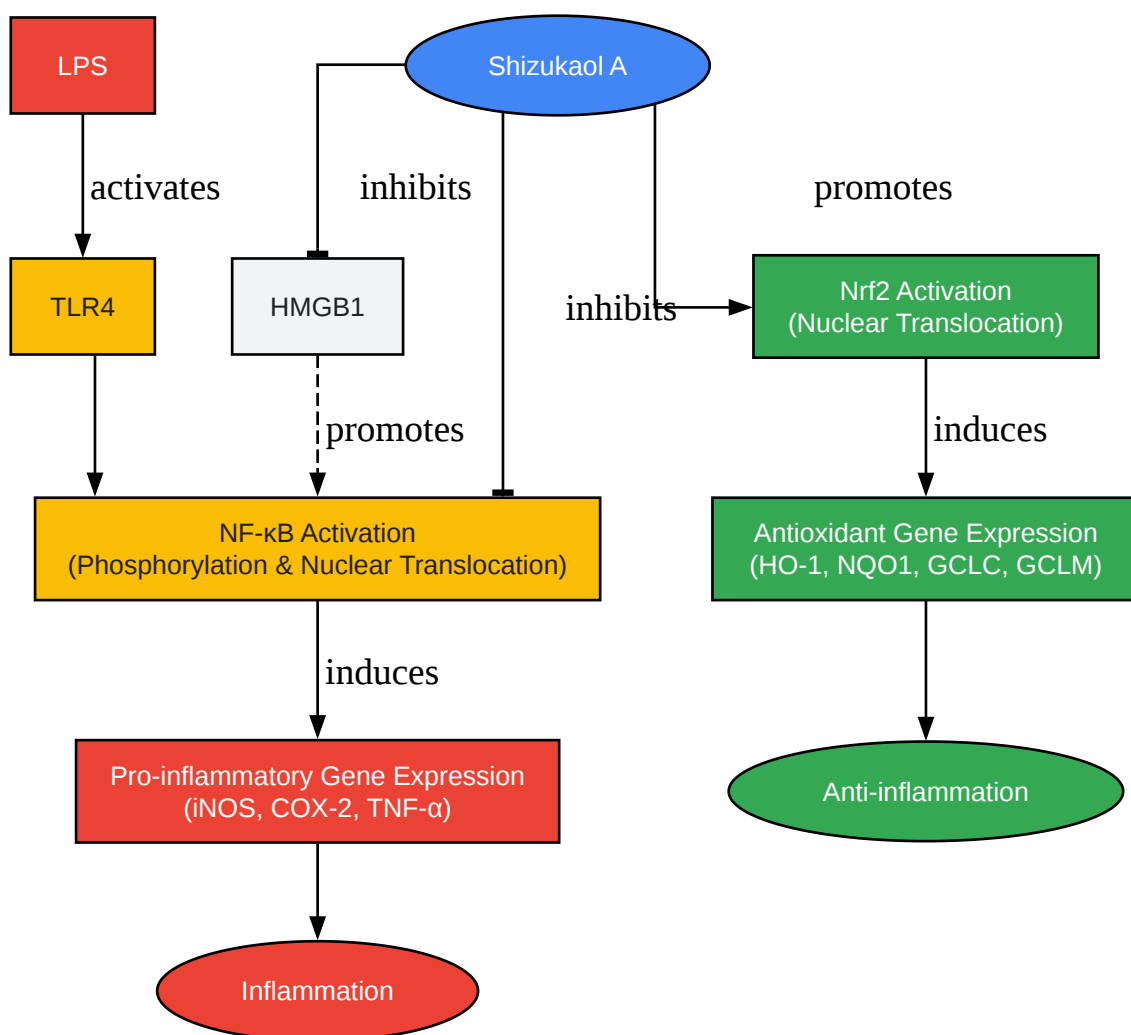 LPS
Shizukaol A
activates
inhibits
promotes
TLR4
HMGB1
inhibits
Nrf2 Activation
(Nuclear Translocation)
promotes
induces
NF-κB Activation
(Phosphorylation & Nuclear Translocation)
Antioxidant Gene Expression
(HO-1, NQO1, GCLC, GCLM)
induces
Pro-inflammatory Gene Expression
(iNOS, COX-2, TNF-α)
Anti-inflammation
Inflammation